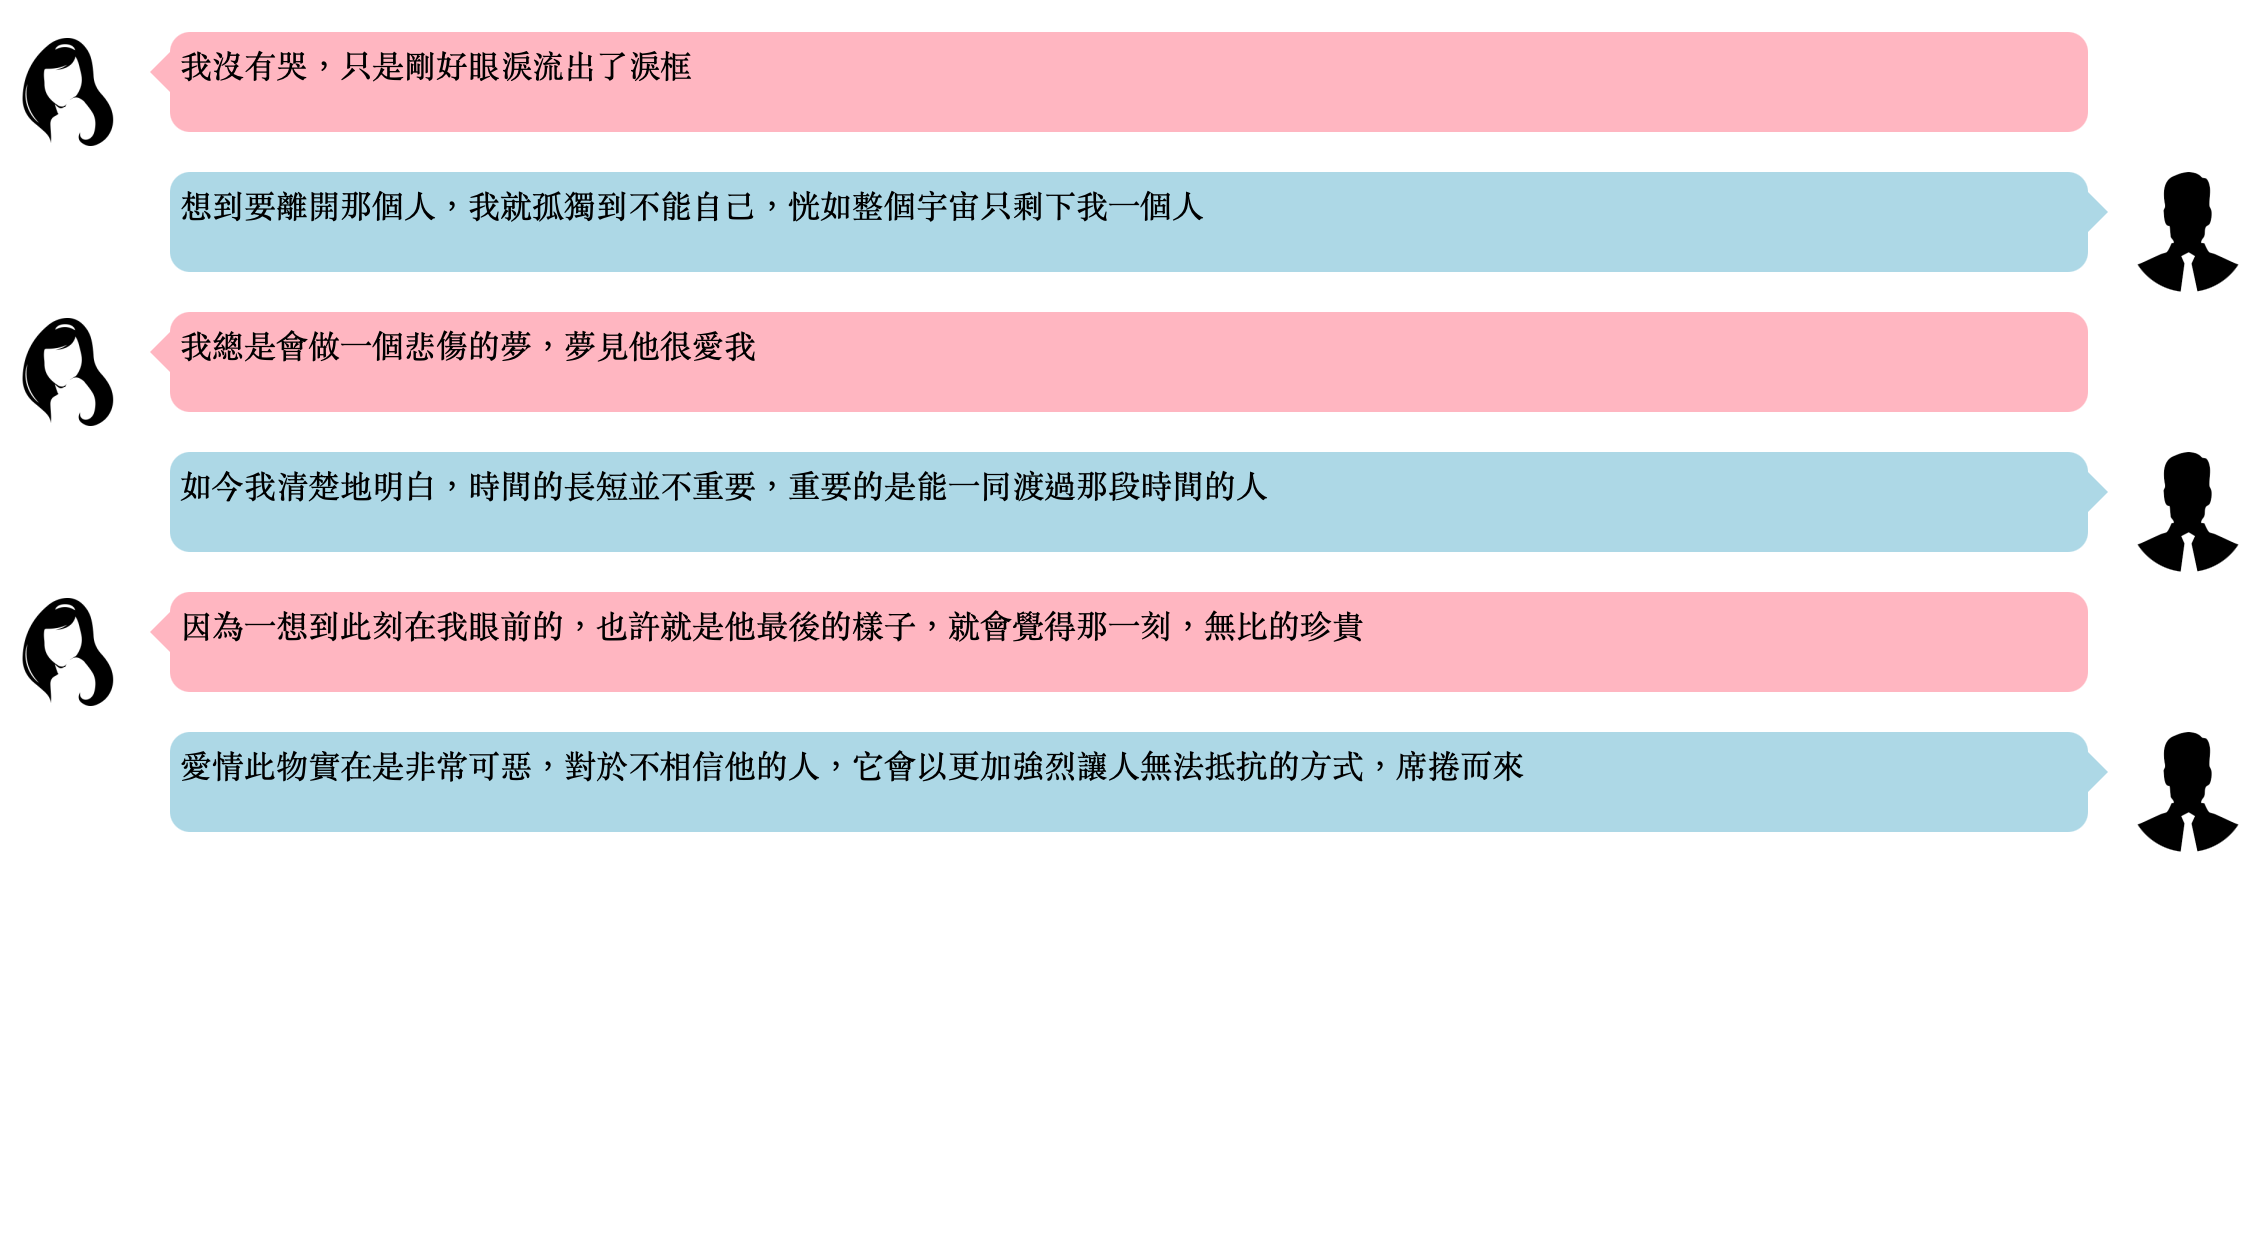 我沒有哭，只是剛好眼淚流出了淚框
想到要離開那個人，我就孤獨到不能自己，恍如整個宇宙只剩下我一個人
我總是會做一個悲傷的夢，夢見他很愛我
如今我清楚地明白，時間的長短並不重要，重要的是能一同渡過那段時間的人
因為一想到此刻在我眼前的，也許就是他最後的樣子，就會覺得那一刻，無比的珍貴
愛情此物實在是非常可惡，對於不相信他的人，它會以更加強烈讓人無法抵抗的方式，席捲而來